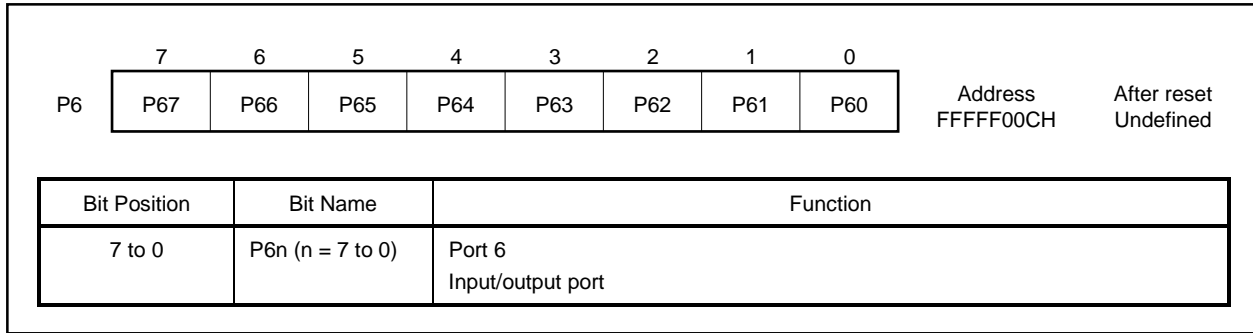 7 6 5 4 3 2 1 0
P6 P67 P66 P65 P64 P63 P62 P61 P60 Address After reset
FFFFF00CH Undefined
Bit Position Bit Name Function
7 to 0 P6n (n = 7 to 0) Port 6
Input/output port